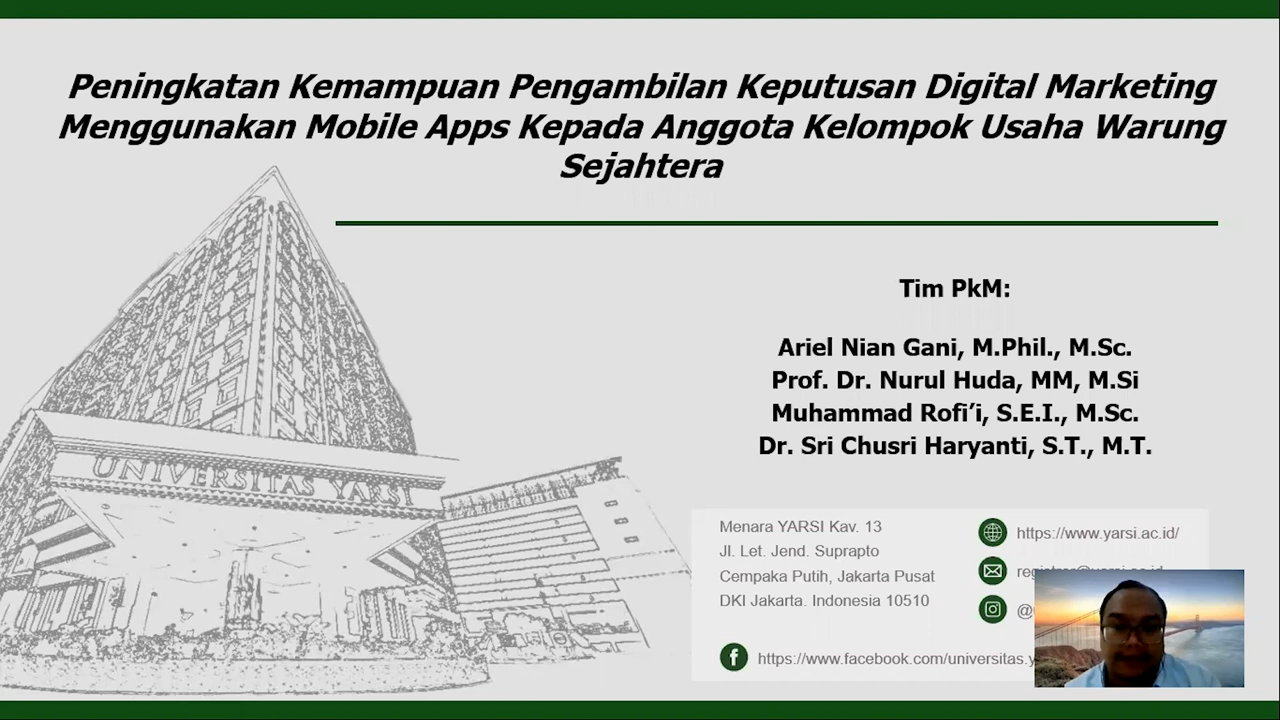 Peningkatan Kemampuan Pengambilan Keputusan Digital Marketing
Menggunakan Mobile Apps Kepada Anggota Kelompok Usaha Warung
Sejahtera
Tim PkM:
Ariel Nian Gani, M.Phil., M.Sc.
Prof. Dr. Nurul Huda, MM, M.Si
Muhammad Rofi’i, S.E.I., M.Sc.
Dr. Sri Chusri Haryanti, S.T., M.T.
UNIVERSITAS YARSI
Menara YARSI Kav. 13
Jl. Let. Jend. Suprapto
Cempaka Putih, Jakarta Pusat
DKI Jakarta. Indonesia 10510
https://www.yarsi.ac.id/
https://www.facebook.com/universitas.y